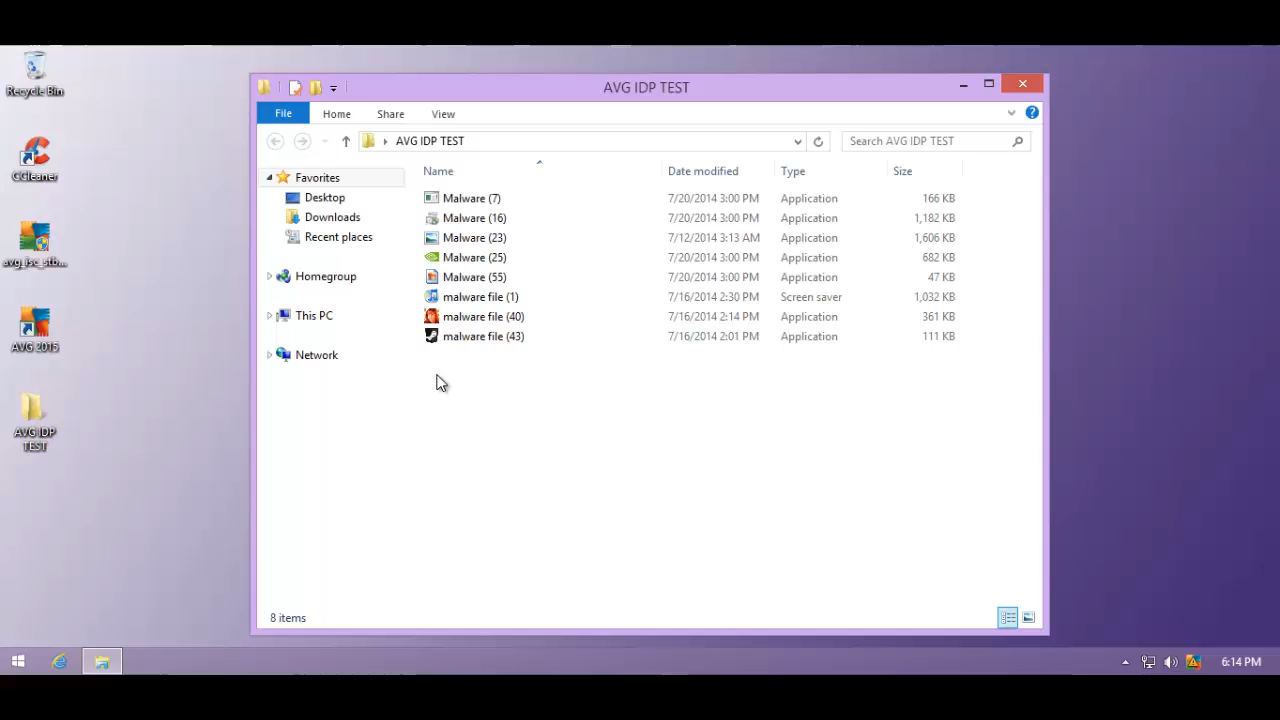 Recycle Bin
CCleaner
avg_isc_stb...
AVG 2015
AVG IDP
TEST
AVG IDP TEST
File Home Share View
AVG IDP TEST
Search AVG IDP TEST
Favorites
Desktop
Downloads
Recent places
Homegroup
This PC
Network
Name Date modified Type Size
Malware (7) 7/20/2014 3:00 PM Application 166 KB
Malware (16) 7/20/2014 3:00 PM Application 1,182 KB
Malware (23) 7/12/2014 3:13 AM Application 1,606 KB
Malware (25) 7/20/2014 3:00 PM Application 682 KB
Malware (55) 7/20/2014 3:00 PM Application 47 KB
malware file (1) 7/16/2014 2:30 PM Screen saver 1,032 KB
malware file (40) 7/16/2014 2:14 PM Application 361 KB
malware file (43) 7/16/2014 2:01 PM Application 111 KB
8 items
6:14 PM